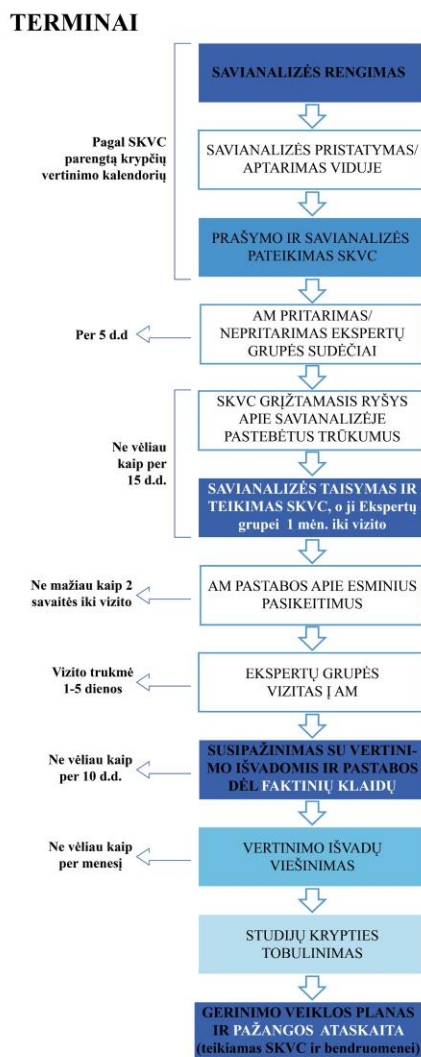 TERMINAI
SAVIANALIZĖS RENGIMAS
Pagal SKVC
parengtą krypčių
vertinimo kalendorių
SAVIANALIZĖS PRISTATYMAS/
APTARIMAS VIDUJE
PRAŠYMO IR SAVIANALIZĖS
PATEIKIMAS SKVC
Per 5 d.d
AM PRITARIMAS/
NEPRITARIMAS EKSPERTŲ
GRUPĖS SUDĖČIAI
Ne vėliau
kaip per
15 d.d.
SKVC GRĮŽTAMASIS RYŠYS
APIE SAVIANALIZĖJE
PASTEBĖTUS TRŪKUMUS
SAVIANALIZĖS TAISYMAS IR
TEIKIMAS SKVC, o ji Ekspertų
grupei 1 mėn. iki vizito
Ne mažiau kaip 2
savaitės iki vizito
AM PASTABOS APIE ESMINIUS
PASIKEITIMUS
Vizito trukmė
1-5 dienos
EKSPERTŲ GRUPĖS
VIZITAS Į AM
Ne vėliau kaip
per 10 d.d.
SUSIPAŽINIMAS SU VERTINI-
MO IŠVADOMIS IR PASTABOS
DĖL FAKTINIŲ KLAIDŲ
Ne vėliau kaip
per menesį
VERTINIMO IŠVADŲ
VIEŠINIMAS
STUDIJŲ KRYPTIES
TOBULINIMAS
GERINIMO VEIKLOS PLANAS
IR PAŽANGOS ATASKAITA
(teikiamas SKVC ir bendruomenei)